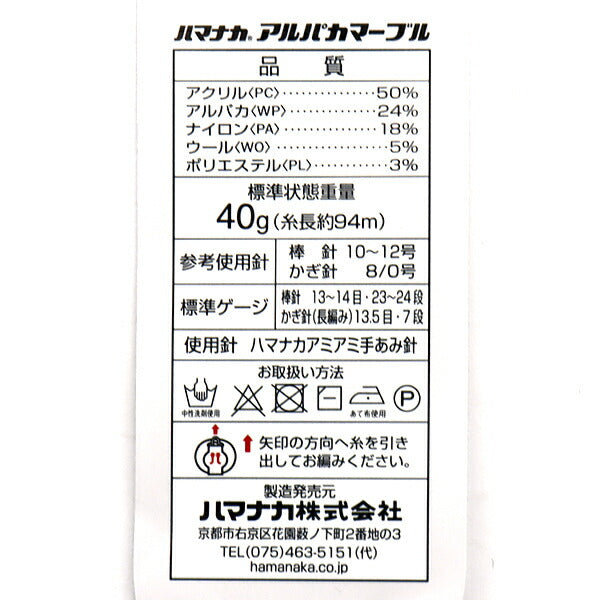 ハマナカ® アルパカマーブル
品 質
アクリル〈PC〉……………50%
アルパカ〈WP〉……………24%
ナイロン〈PA〉……………18%
ウール〈WO〉………………5%
ポリエステル〈PL〉…………3%
標準状態重量
40g(糸長約94m)
参考使用針 棒 針 10〜12号
かぎ針 8/0号
標準ゲージ 棒針 13〜14目・23〜24段
かぎ針(長編み)13.5目・7段
使用針 ハマナカアミアミ手あみ針
お取扱い方法
中性洗剤使用 あて布使用 P
矢印の方向へ糸を引き
出してお編みください。
製造発売元
ハマナカ株式会社
京都市右京区花園薮ノ下町2番地の3
TEL(075)463-5151(代)
hamanaka.co.jp